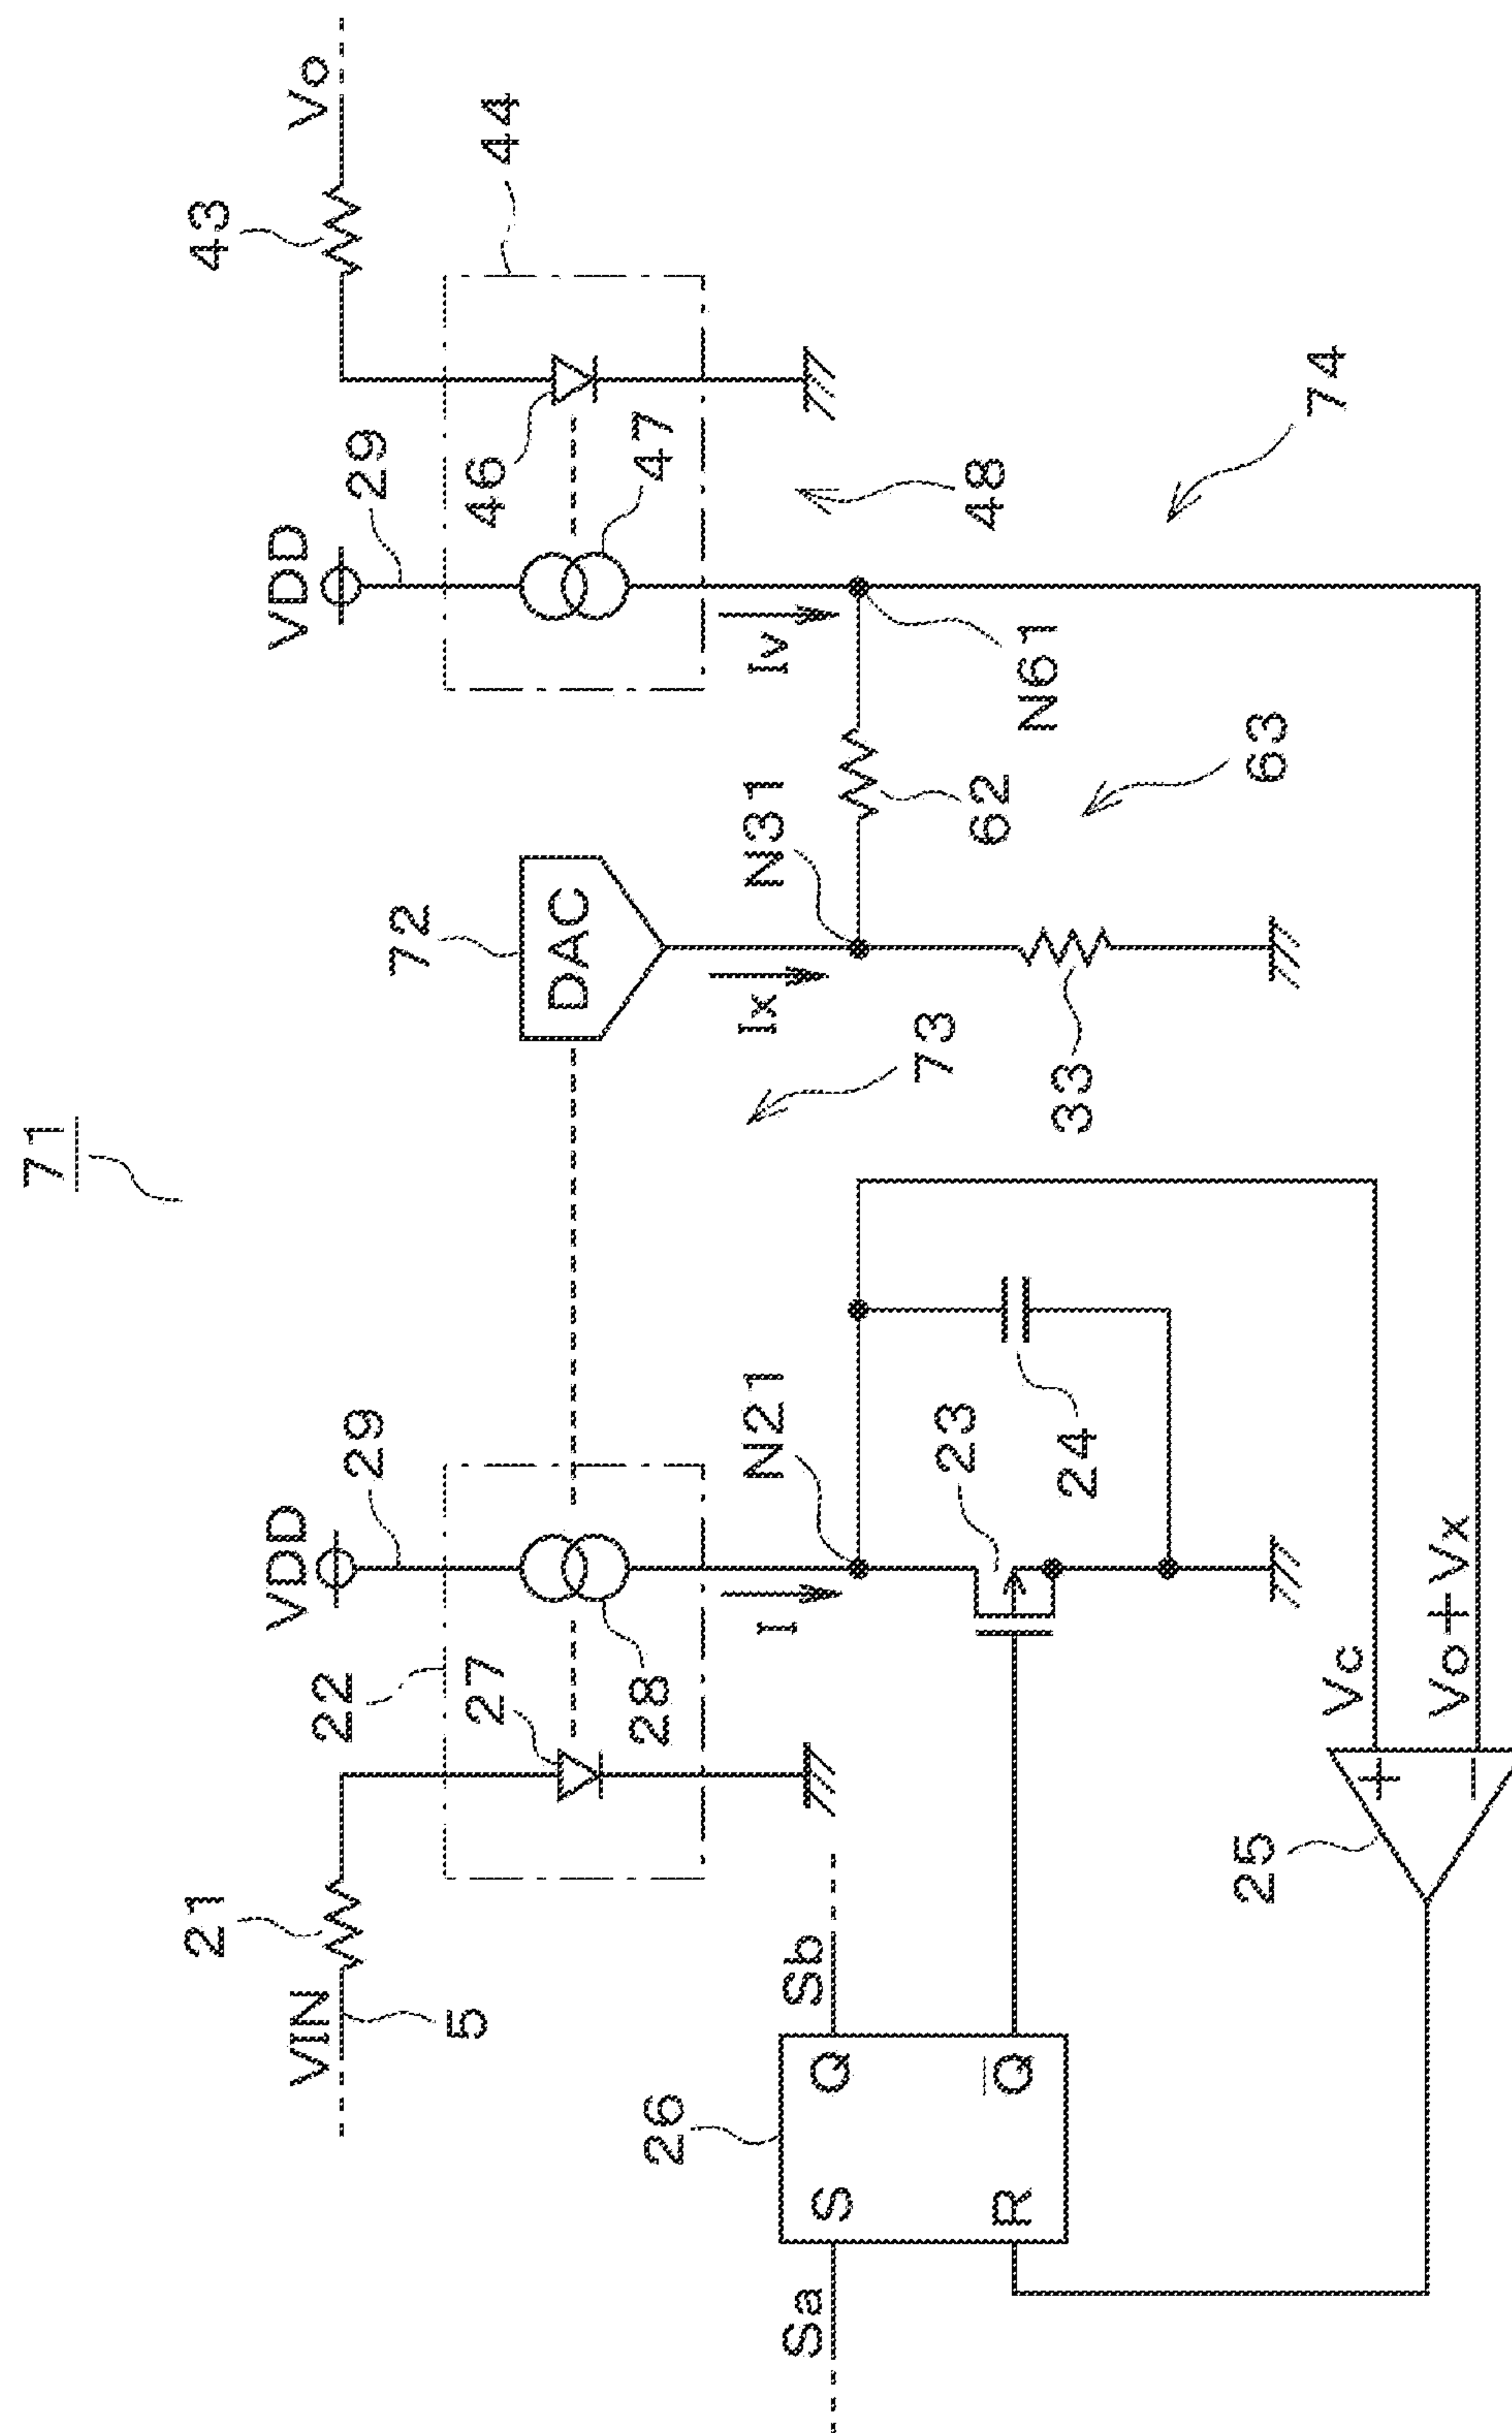 71
VIN
5
21
22
VDD
29
27
28
I
N21
23
24
72
DAC
Ix
73
N31
33
62
63
VDD
29
46
47
Iv
N61
48
43
Vo
44
74
Sa
26
S
Q
R
Q̅
Sb
25
+
−
Vc
Vo+Vx